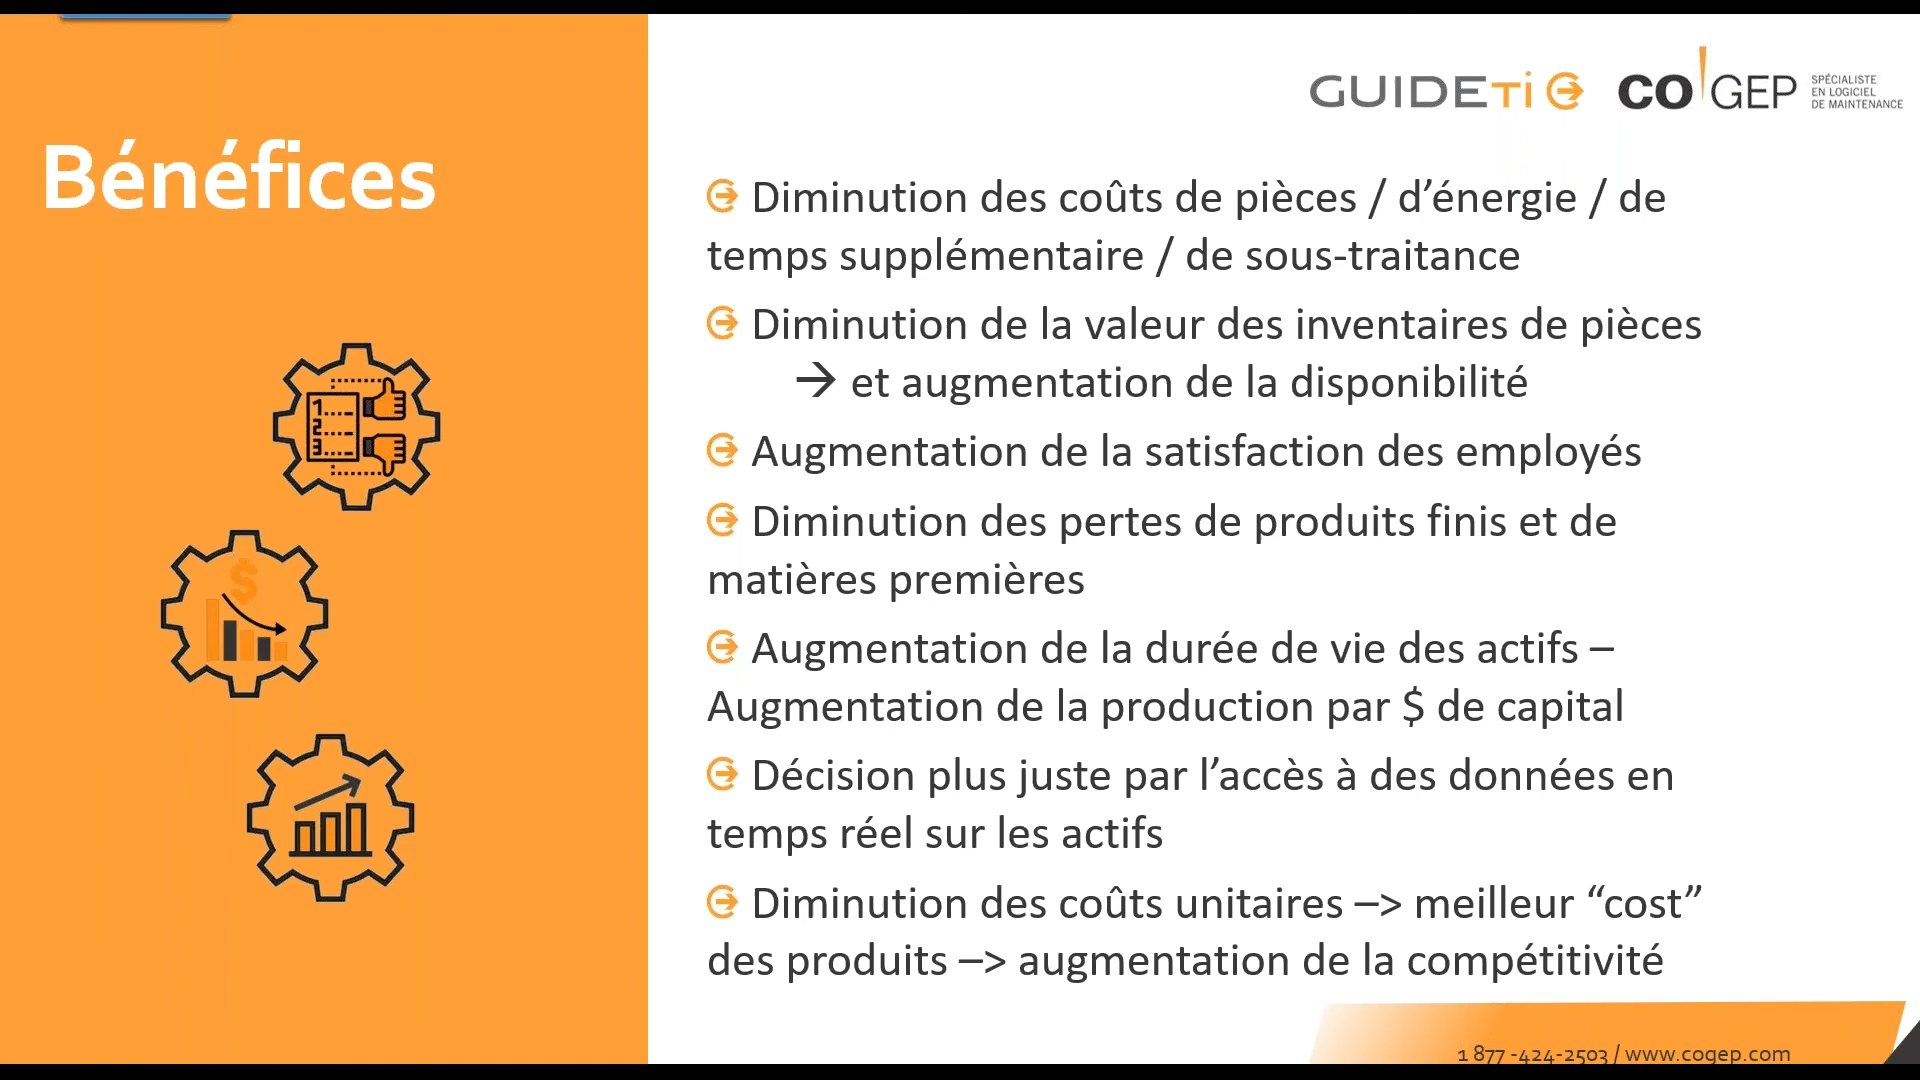 GUIDETI
CO!GEP
SPÉCIALISTE
EN LOGICIEL
DE MAINTENANCE
Bénéfices
Diminution des coûts de pièces / d’énergie / de
temps supplémentaire / de sous-traitance
Diminution de la valeur des inventaires de pièces
→ et augmentation de la disponibilité
Augmentation de la satisfaction des employés
Diminution des pertes de produits finis et de
matières premières
Augmentation de la durée de vie des actifs –
Augmentation de la production par $ de capital
Décision plus juste par l’accès à des données en
temps réel sur les actifs
Diminution des coûts unitaires –> meilleur “cost”
des produits –> augmentation de la compétitivité
1
2
3
$
1 877 -424-2503 / www.cogep.com